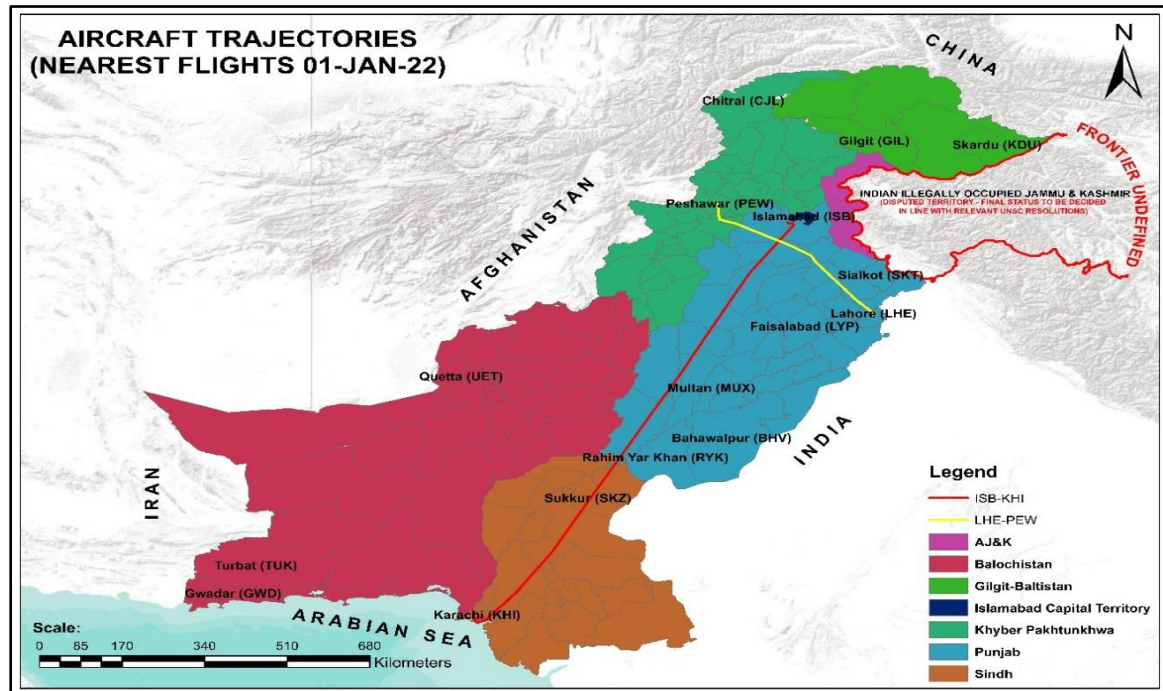 AIRCRAFT TRAJECTORIES
(NEAREST FLIGHTS 01-JAN-22)
N
CHINA
Chitral (CJL)
Gilgit (GIL)
Skardu (KDU)
FRONTIER UNDEFINED
INDIAN ILLEGALLY OCCUPIED JAMMU & KASHMIR
(DISPUTED TERRITORY - FINAL STATUS TO BE DECIDED
IN LINE WITH RELEVANT UNSC RESOLUTIONS)
Peshawar (PEW)
Islamabad (ISB)
AFGHANISTAN
Sialkot (SKT)
Lahore (LHE)
Faisalabad (LYP)
Quetta (UET)
Multan (MUX)
Bahawalpur (BHV)
INDIA
Rahim Yar Khan (RYK)
IRAN
Sukkur (SKZ)
Turbat (TUK)
Gwadar (GWD)
Karachi (KHI)
ARABIAN SEA
Scale:
0 85 170 340 510 680
Kilometers
Legend
ISB-KHI
LHE-PEW
AJ&K
Balochistan
Gilgit-Baltistan
Islamabad Capital Territory
Khyber Pakhtunkhwa
Punjab
Sindh